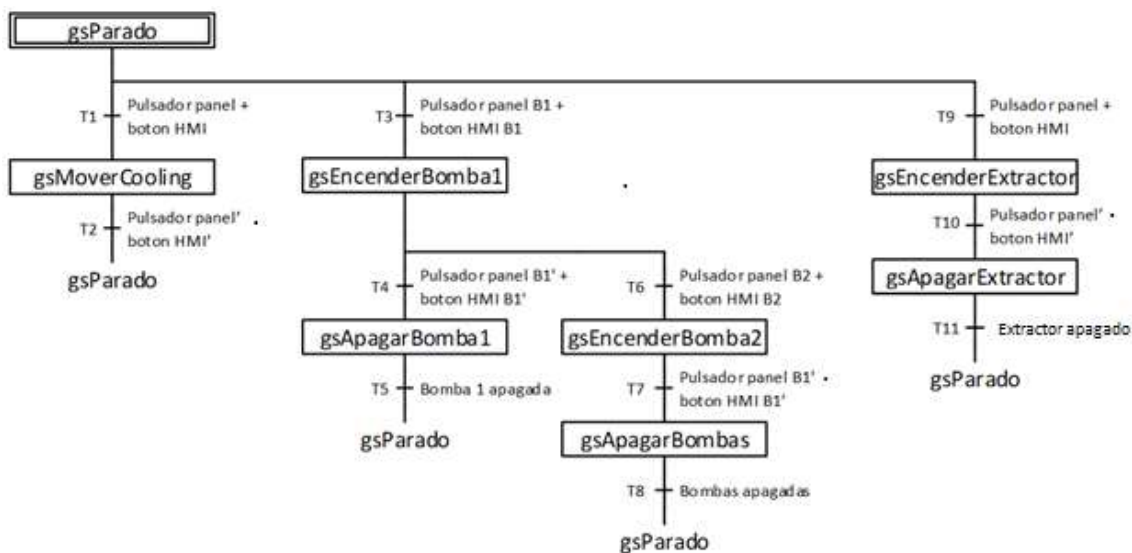 gsParado
T1 Pulsador panel +
boton HMI
T3 Pulsador panel B1 +
boton HMI B1
T9 Pulsador panel +
boton HMI
gsMoverCooling
gsEncenderBomba1
gsEncenderExtractor
T2 Pulsador panel' ·
boton HMI'
T10 Pulsador panel' ·
boton HMI'
gsParado
T4 Pulsador panel B1' +
boton HMI B1'
T6 Pulsador panel B2 +
boton HMI B2
gsApagarExtractor
gsApagarBomba1
gsEncenderBomba2
T11 Extractor apagado
T5 Bomba 1 apagada
T7 Pulsador panel B1' ·
boton HMI B1'
gsParado
gsParado
gsApagarBombas
T8 Bombas apagadas
gsParado